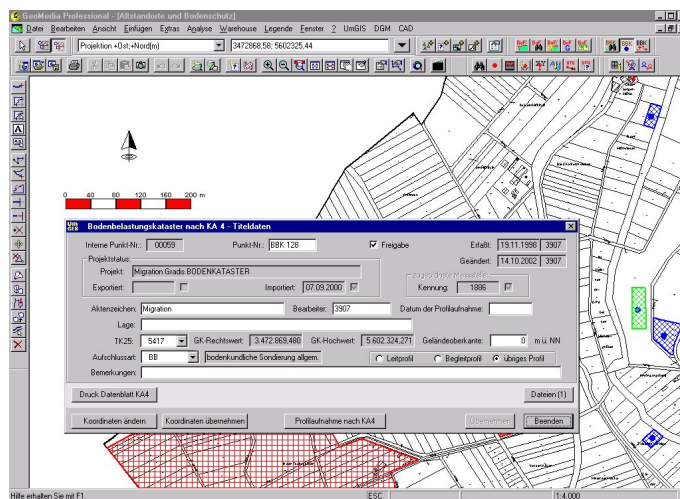 GeoMedia Professional - [Altstandorte und Bodenschutz]
Datei Bearbeiten Ansicht Einfügen Extras Analyse Warehouse Legende Fenster ? UmGIS DGM CAD
Projektion +Ost;+Nord(m) 3472868,58; 5602325,44
0 40 80 120 160 200 m
UmGIS Bodenbelastungskataster nach KA 4 - Titeldaten
Interne Punkt-Nr.: 00059 Punkt-Nr.: BBK 128 Freigabe Erfaßt: 19.11.1998 3907
Geändert: 14.10.2002 3907
Projektstatus:
Projekt: Migration Gradis BODENKATASTER
zugeordnete Messstelle:
Exportiert: Importiert: 07.09.2000 Kennung: 1886
Aktenzeichen: Migration Bearbeiter: 3907 Datum der Profilaufnahme:
Lage:
TK25: 5417 GK-Rechtswert: 3.472.869,480 GK-Hochwert: 5.602.324,271 Geländeoberkante: 0 m ü. NN
Aufschlussart: BB bodenkundliche Sondierung allgem. Leitprofil Begleitprofil übriges Profil
Bemerkungen:
Druck Datenblatt KA4 Dateien (1)
Koordinaten ändern Koordinaten übernehmen Profilaufnahme nach KA4 Übernehmen Beenden
Hilfe erhalten Sie mit F1. ESC 1:4.000